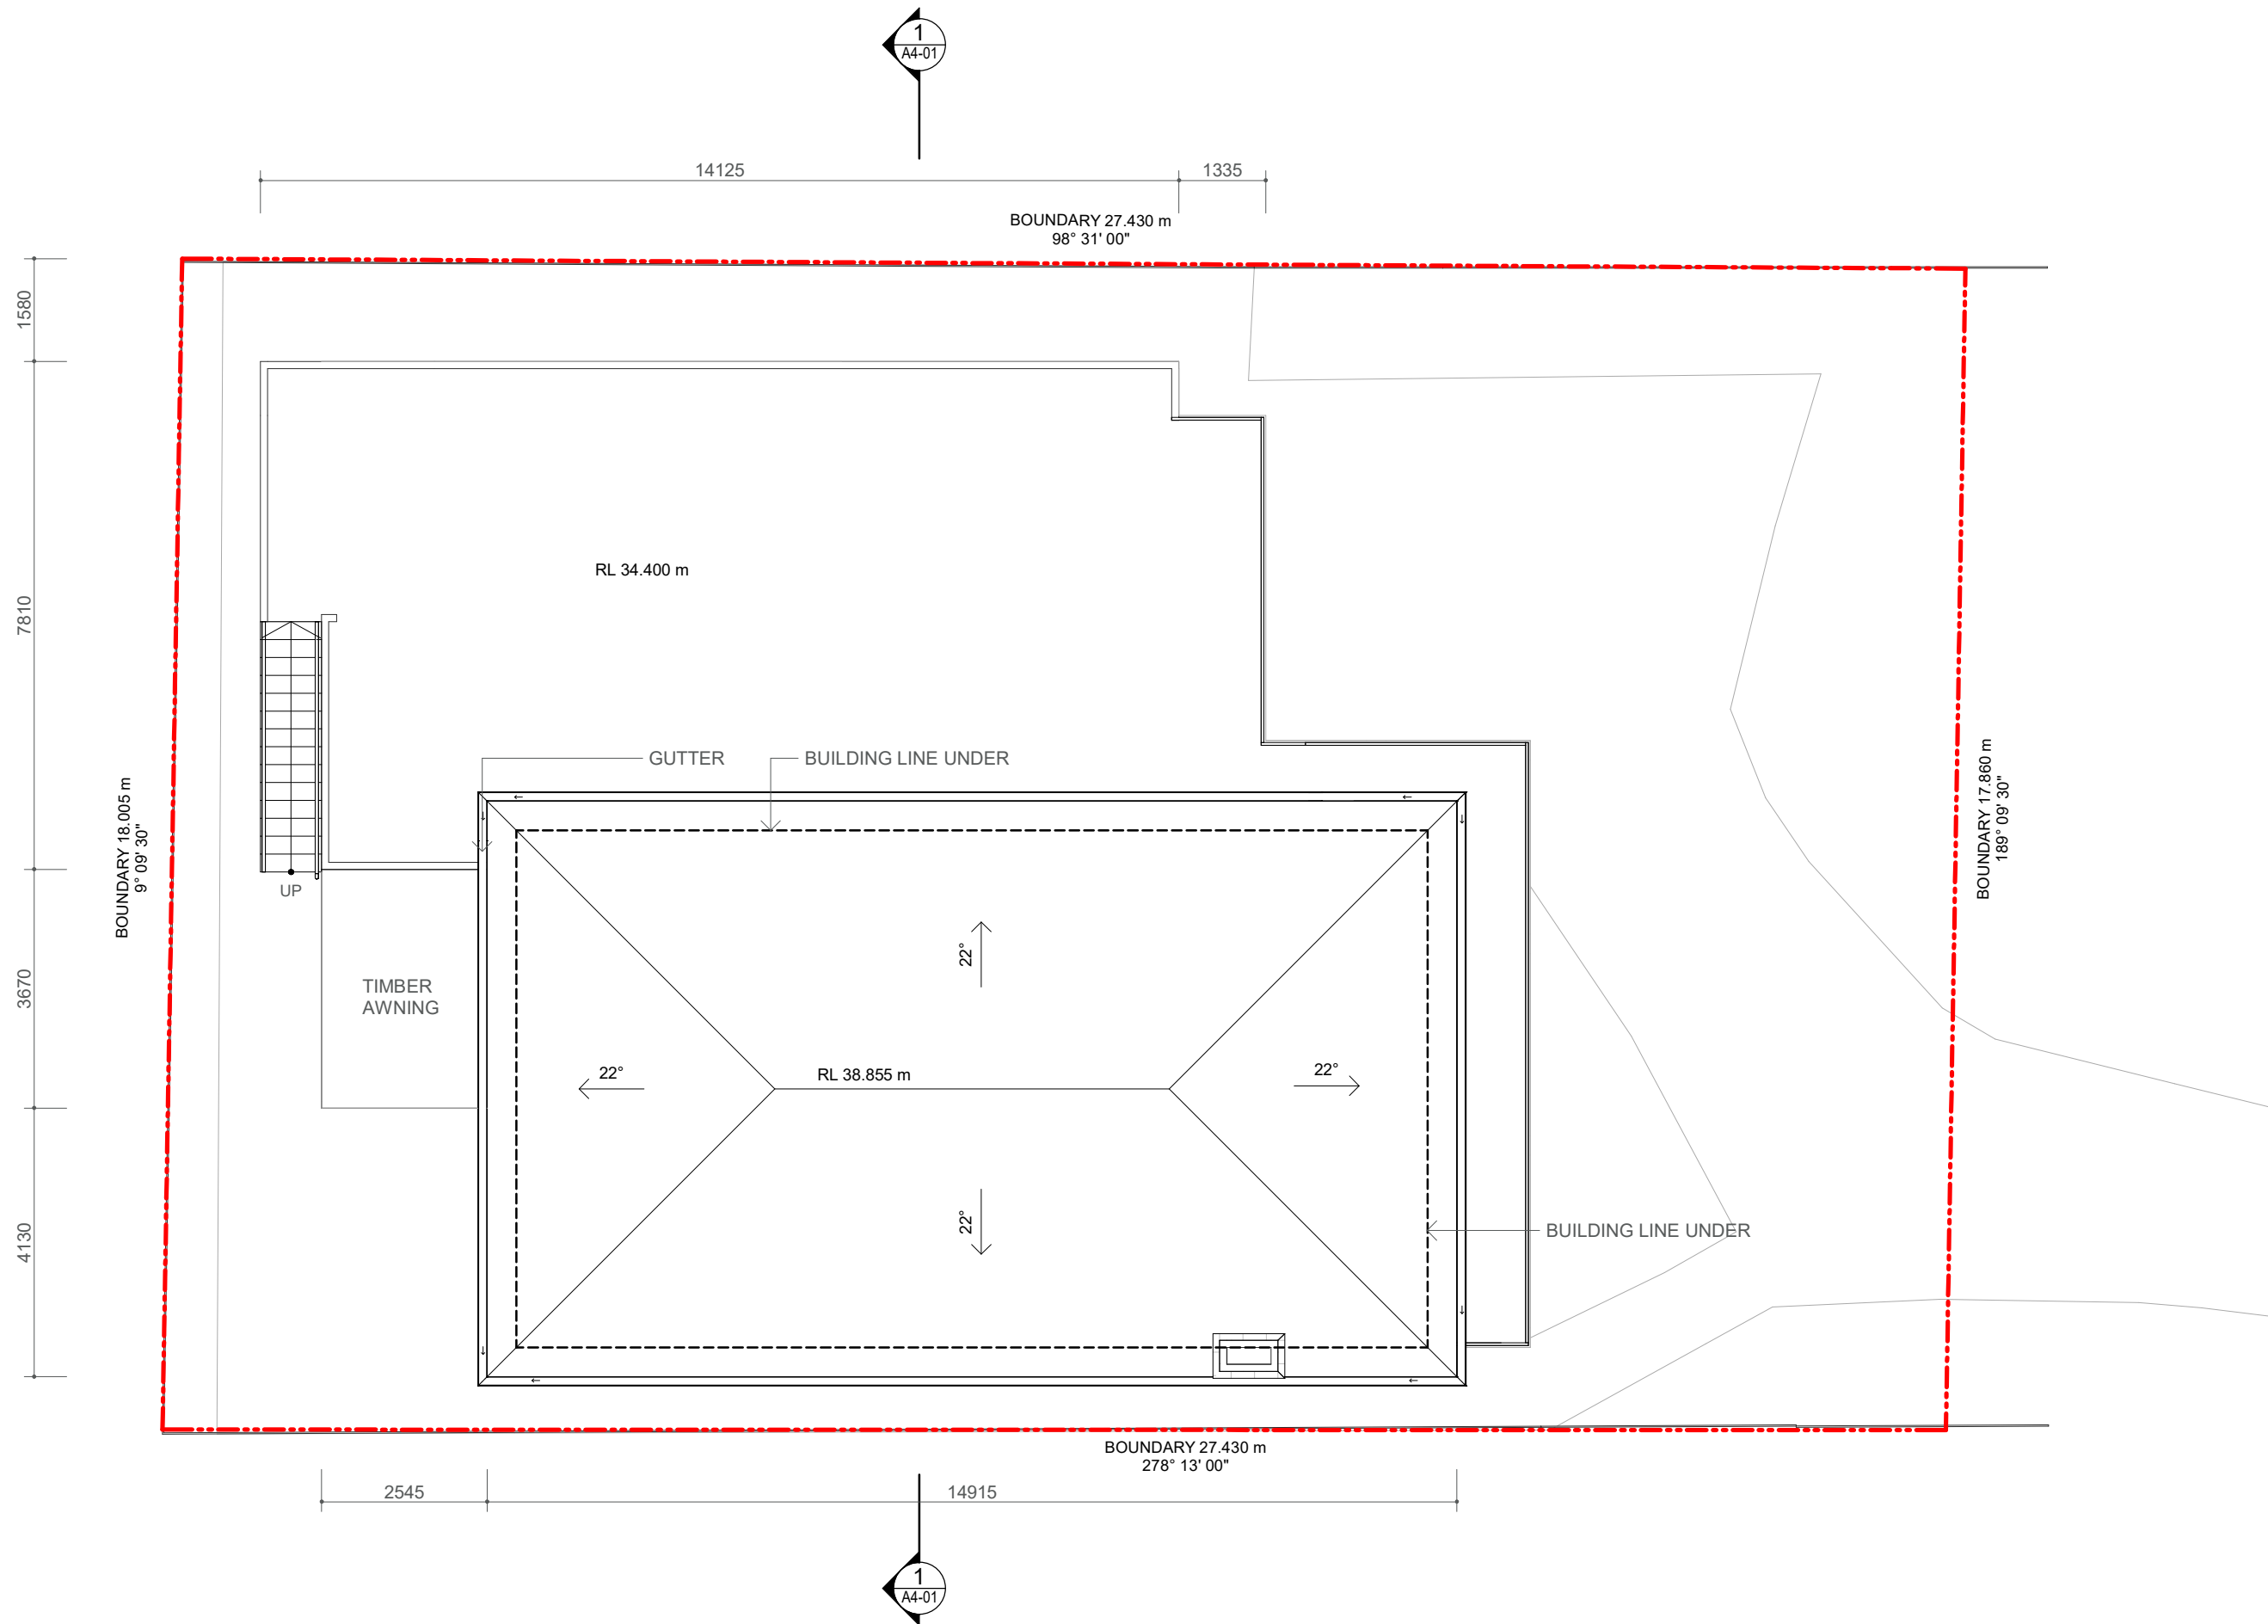 1
A4-01
14125
1335
BOUNDARY 27.430 m
98° 31' 00"
1580
7810
3670
4130
RL 34.400 m
GUTTER
BUILDING LINE UNDER
BOUNDARY 18.005 m
9° 09' 30"
BOUNDARY 17.860 m
189° 09' 30"
UP
TIMBER
AWNING
22°
22°
RL 38.855 m
22°
22°
BUILDING LINE UNDER
BOUNDARY 27.430 m
278° 13' 00"
2545
14915
1
A4-01